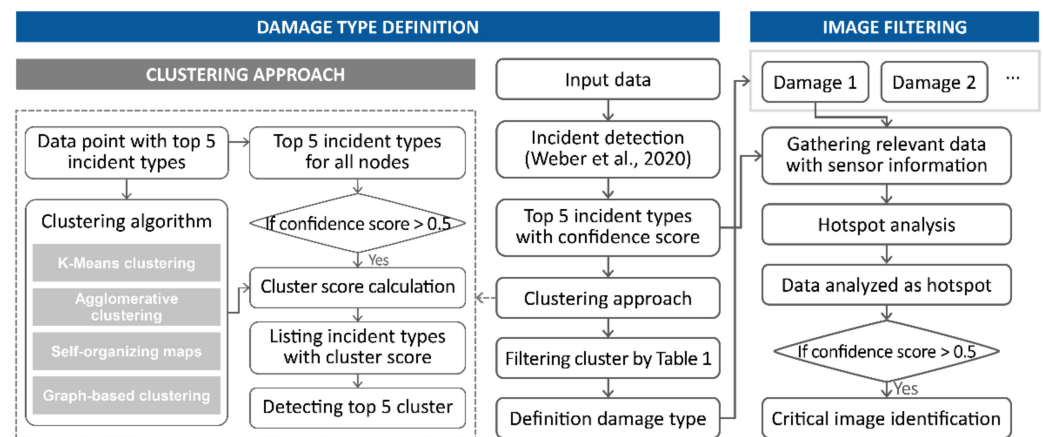 DAMAGE TYPE DEFINITION
CLUSTERING APPROACH
Data point with top 5
incident types
Top 5 incident types
for all nodes
Clustering algorithm
K-Means clustering
Agglomerative
clustering
Self-organizing maps
Graph-based clustering
If confidence score > 0.5
Yes
Cluster score calculation
Listing incident types
with cluster score
Detecting top 5 cluster
Input data
Incident detection
(Weber et al., 2020)
Top 5 incident types
with confidence score
Clustering approach
Filtering cluster by Table 1
Definition damage type
IMAGE FILTERING
Damage 1
Damage 2
...
Gathering relevant data
with sensor information
Hotspot analysis
Data analyzed as hotspot
If confidence score > 0.5
Yes
Critical image identification